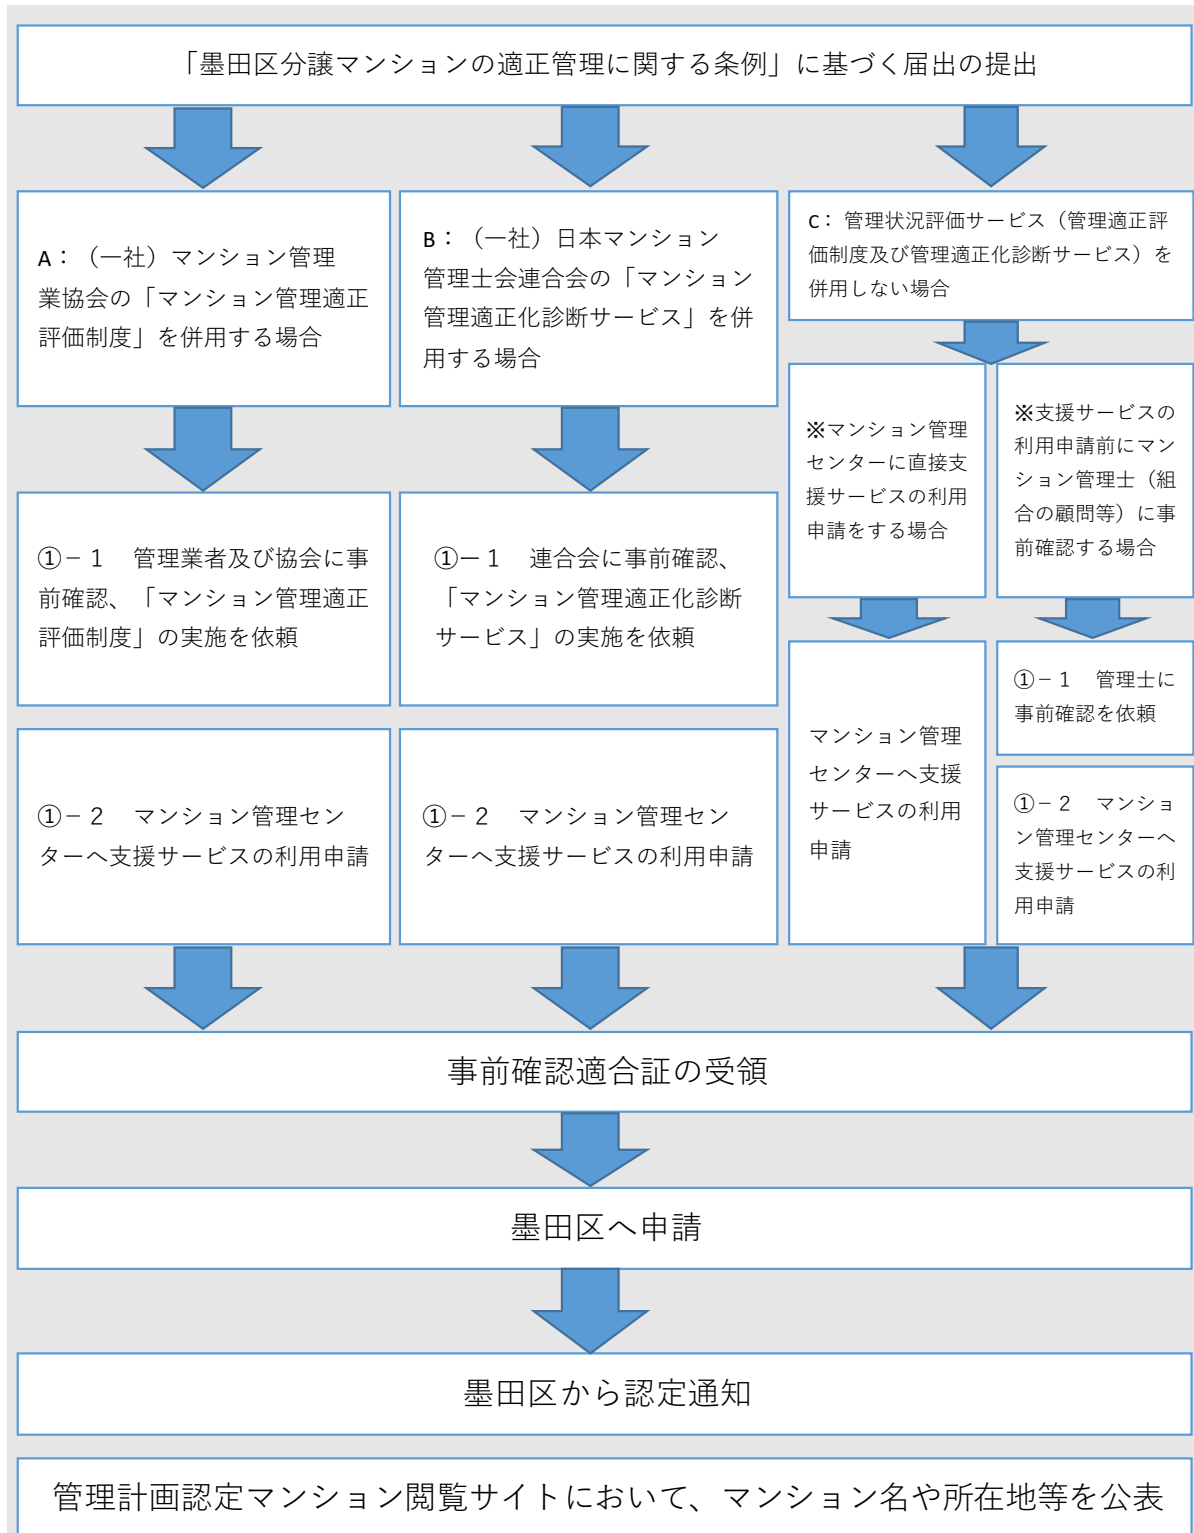 「墨田区分譲マンションの適正管理に関する条例」に基づく届出の提出
A：（一社）マンション管理
業協会の「マンション管理適正
評価制度」を併用する場合
B：（一社）日本マンション
管理士会連合会の「マンション
管理適正化診断サービス」を併
用する場合
C： 管理状況評価サービス（管理適正評
価制度及び管理適正化診断サービス）を
併用しない場合
※マンション管理
センターに直接支
援サービスの利用
申請をする場合
※支援サービスの
利用申請前にマン
ション管理士（組
合の顧問等）に事
前確認する場合
①－１　管理業者及び協会に事
前確認、「マンション管理適正
評価制度」の実施を依頼
①ー１　連合会に事前確認、
「マンション管理適正化診断
サービス」の実施を依頼
マンション管理
センターへ支援
サービスの利用
申請
①－１　管理士に
事前確認を依頼
①－２　マンション管理セン
ターへ支援サービスの利用申請
①－２　マンション管理セン
ターへ支援サービスの利用申請
①－２　マンショ
ン管理センターへ
支援サービスの利
用申請
事前確認適合証の受領
墨田区へ申請
墨田区から認定通知
管理計画認定マンション閲覧サイトにおいて、マンション名や所在地等を公表